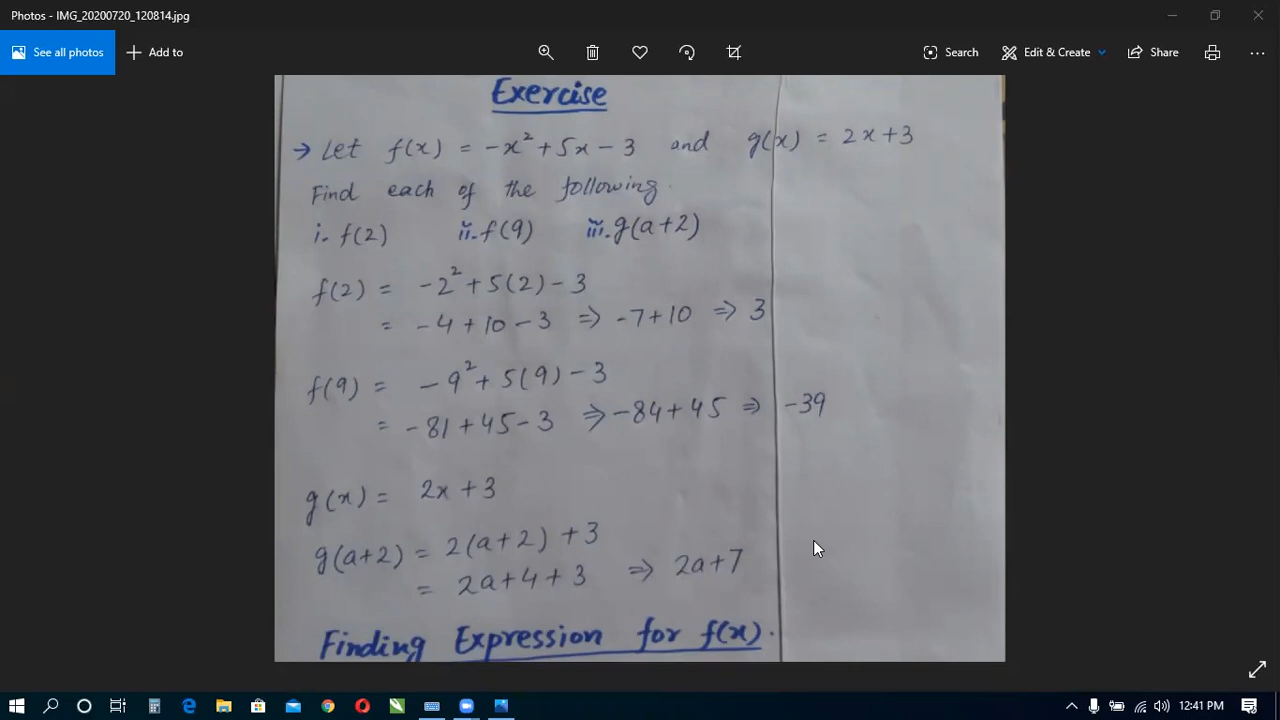 Photos - IMG_20200720_120814.jpg
See all photos
Add to
Search
Edit & Create
Share
Exercise
→ Let f(x) = -x² + 5x - 3 and g(x) = 2x+3
Find each of the following.
i. f(2) ii. f(9) iii. g(a+2)
f(2) = -2² + 5(2) - 3
= -4 + 10 - 3 ⇒ -7+10 ⇒ 3
f(9) = -9² + 5(9) - 3
= -81 + 45 - 3 ⇒ -84+45 ⇒ -39
g(x) = 2x + 3
g(a+2) = 2(a+2) + 3
= 2a+4+3 ⇒ 2a+7
Finding Expression for f(x).
12:41 PM